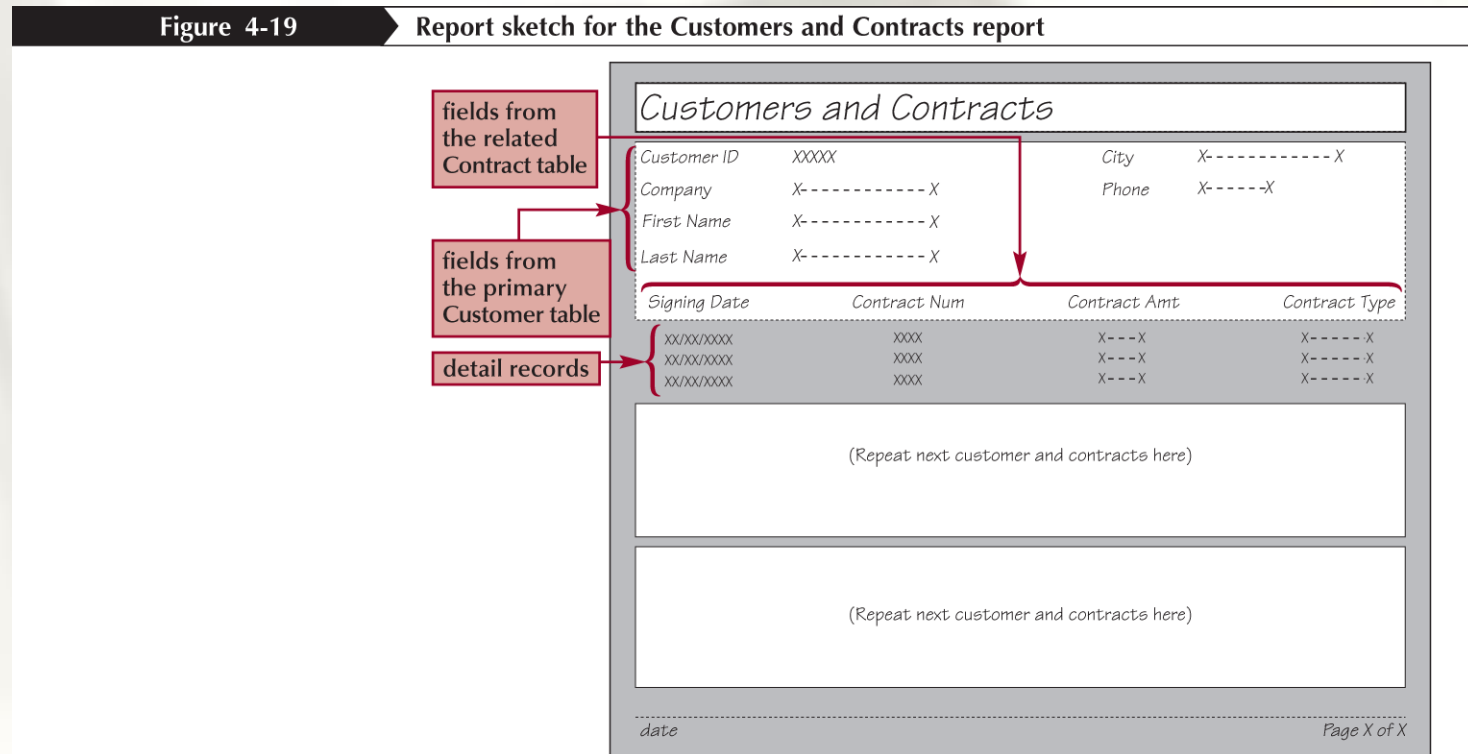 Figure 4-19 Report sketch for the Customers and Contracts report
fields from
the related
Contract table
fields from
the primary
Customer table
detail records
Customers and Contracts
Customer ID XXXXX City X------------X
Company X------------X Phone X------X
First Name X------------X
Last Name X------------X
Signing Date Contract Num Contract Amt Contract Type
XX/XX/XXXX XXXX X---X X------X
XX/XX/XXXX XXXX X---X X------X
XX/XX/XXXX XXXX X---X X------X
(Repeat next customer and contracts here)
(Repeat next customer and contracts here)
date Page X of X